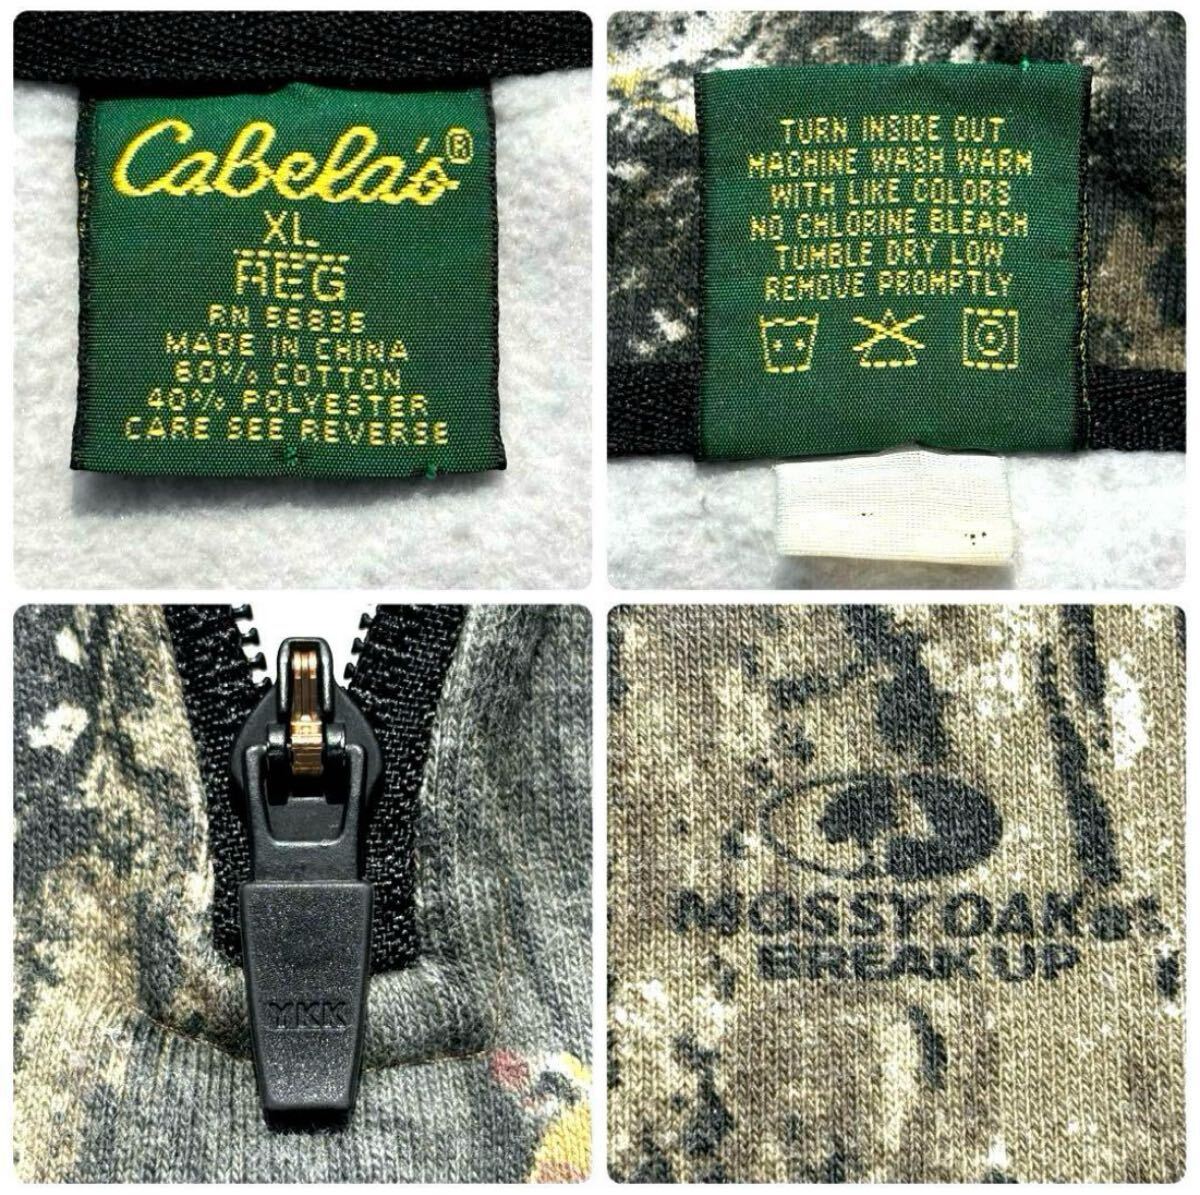 Cabela's®
XL
REG
RN 55835
MADE IN CHINA
60% COTTON
40% POLYESTER
CARE SEE REVERSE
TURN INSIDE OUT
MACHINE WASH WARM
WITH LIKE COLORS
NO CHLORINE BLEACH
TUMBLE DRY LOW
REMOVE PROMPTLY
YKK
MOSSY OAK®
BREAK UP